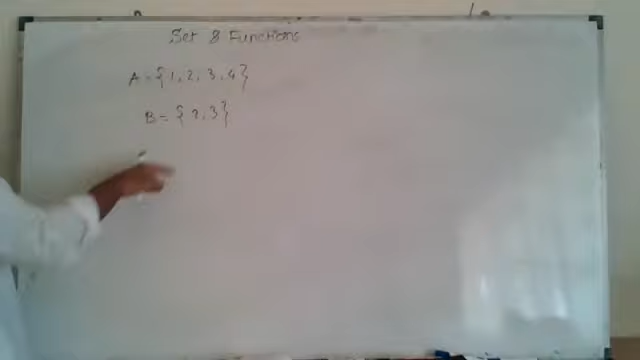 Set & Functions
A = {1, 2, 3, 4}
B = {2, 3}